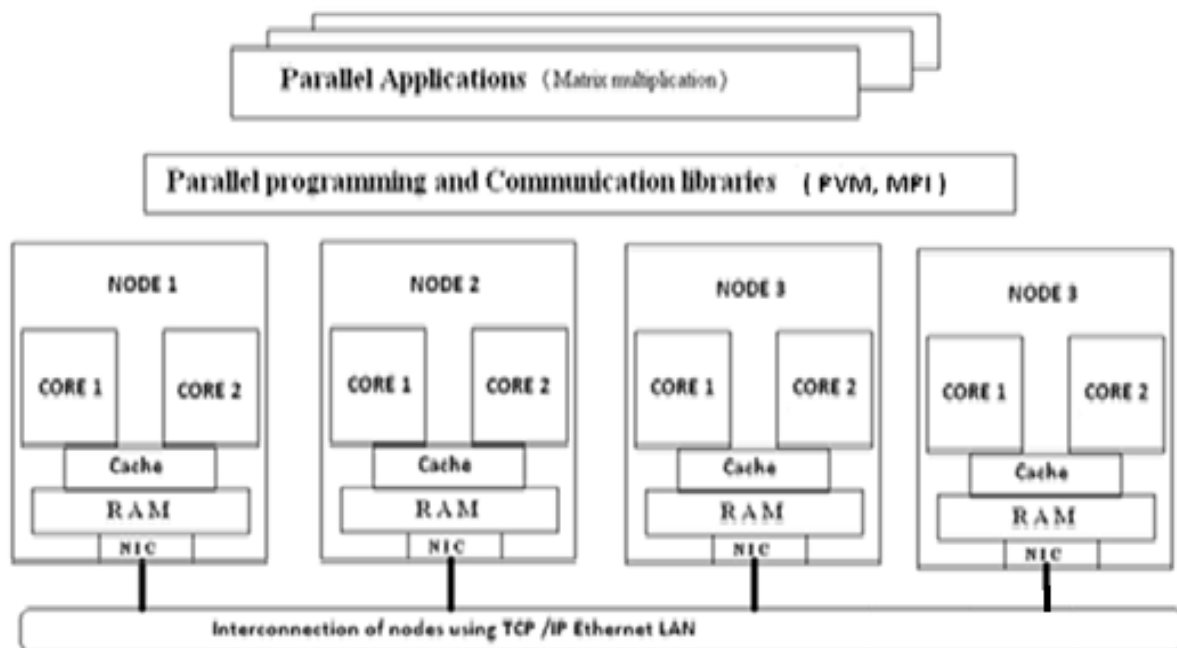 Parallel Applications (Matrix multiplication)
Parallel programming and Communication libraries (PVM, MPI)
NODE 1
CORE 1 CORE 2
Cache
RAM
NIC
NODE 2
CORE 1 CORE 2
Cache
RAM
NIC
NODE 3
CORE 1 CORE 2
Cache
RAM
NIC
NODE 3
CORE 1 CORE 2
Cache
RAM
NIC
Interconnection of nodes using TCP /IP Ethernet LAN